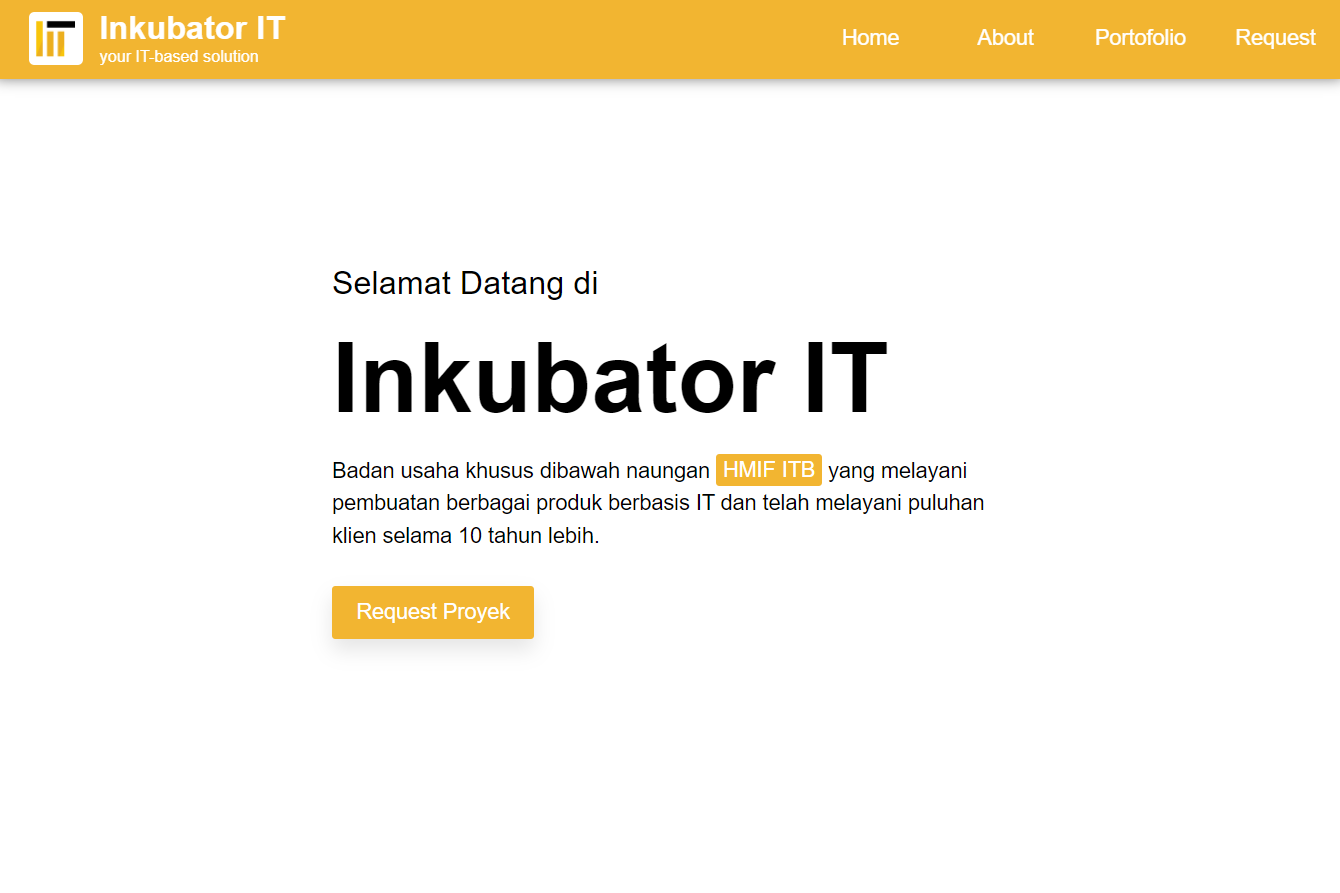 IIT
Inkubator IT
your IT-based solution
Home
About
Portofolio
Request
Selamat Datang di
Inkubator IT
Badan usaha khusus dibawah naungan HMIF ITB yang melayani
pembuatan berbagai produk berbasis IT dan telah melayani puluhan
klien selama 10 tahun lebih.
Request Proyek